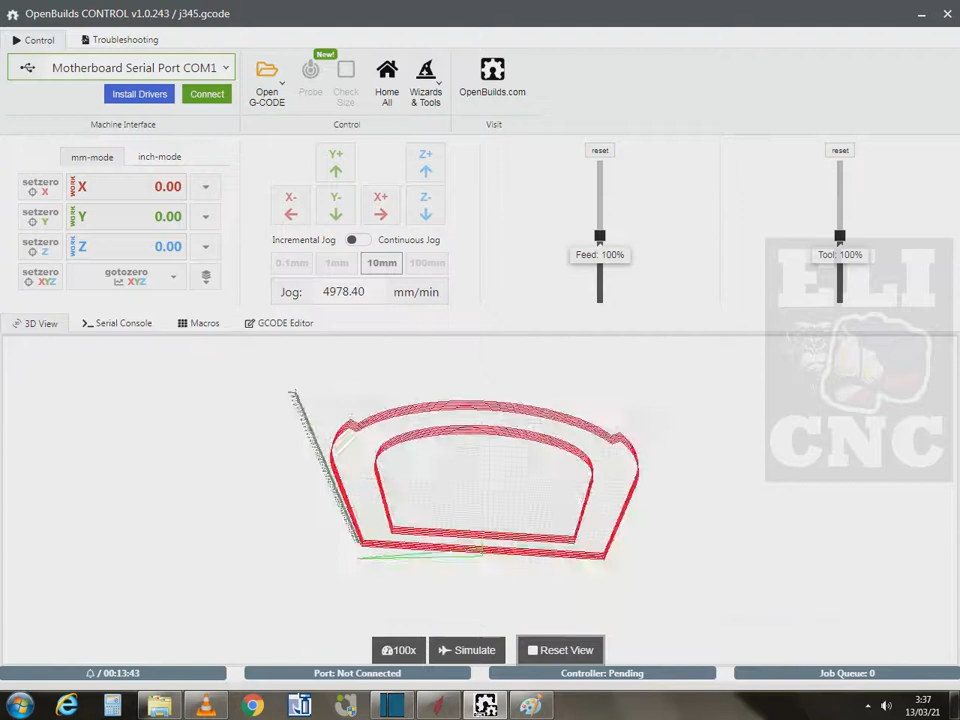 OpenBuilds CONTROL v1.0.243 / j345.gcode
Control
Troubleshooting
Motherboard Serial Port COM1
Install Drivers
Connect
Machine Interface
New!
Open
G-CODE
Probe
Check
Size
Home
All
Wizards
& Tools
Control
OpenBuilds.com
Visit
mm-mode
inch-mode
setzero
X
WORK
X
0.00
setzero
Y
WORK
Y
0.00
setzero
Z
WORK
Z
0.00
setzero
XYZ
gotozero
XYZ
Y+
Z+
X-
Y-
X+
Z-
Incremental Jog
Continuous Jog
0.1mm
1mm
10mm
100mm
Jog:
4978.40
mm/min
reset
Feed: 100%
reset
Tool: 100%
ELI
CNC
3D View
Serial Console
Macros
GCODE Editor
100x
Simulate
Reset View
/ 00:13:43
Port: Not Connected
Controller: Pending
Job Queue: 0
3:37
13/03/21